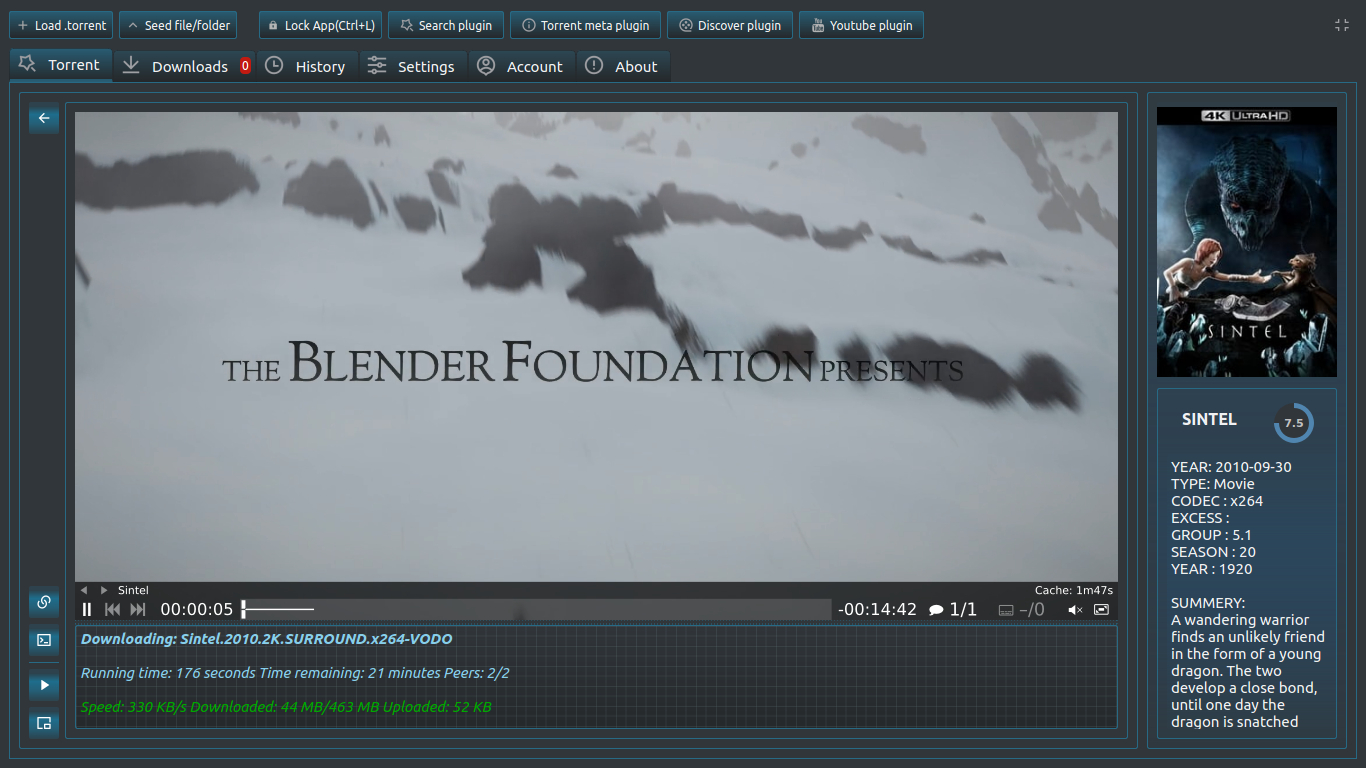 Load .torrent
Seed file/folder
Lock App(Ctrl+L)
Search plugin
Torrent meta plugin
Discover plugin
Youtube plugin
Torrent
Downloads 0
History
Settings
Account
About
THE BLENDER FOUNDATION PRESENTS
Sintel
Cache: 1m47s
00:00:05
-00:14:42
1/1
–/0
Downloading: Sintel.2010.2K.SURROUND.x264-VODO
Running time: 176 seconds Time remaining: 21 minutes Peers: 2/2
Speed: 330 KB/s Downloaded: 44 MB/463 MB Uploaded: 52 KB
4K ULTRA HD
SINTEL
SINTEL
7.5
YEAR: 2010-09-30
TYPE: Movie
CODEC : x264
EXCESS :
GROUP : 5.1
SEASON : 20
YEAR : 1920
SUMMERY:
A wandering warrior
finds an unlikely friend
in the form of a young
dragon. The two
develop a close bond,
until one day the
dragon is snatched